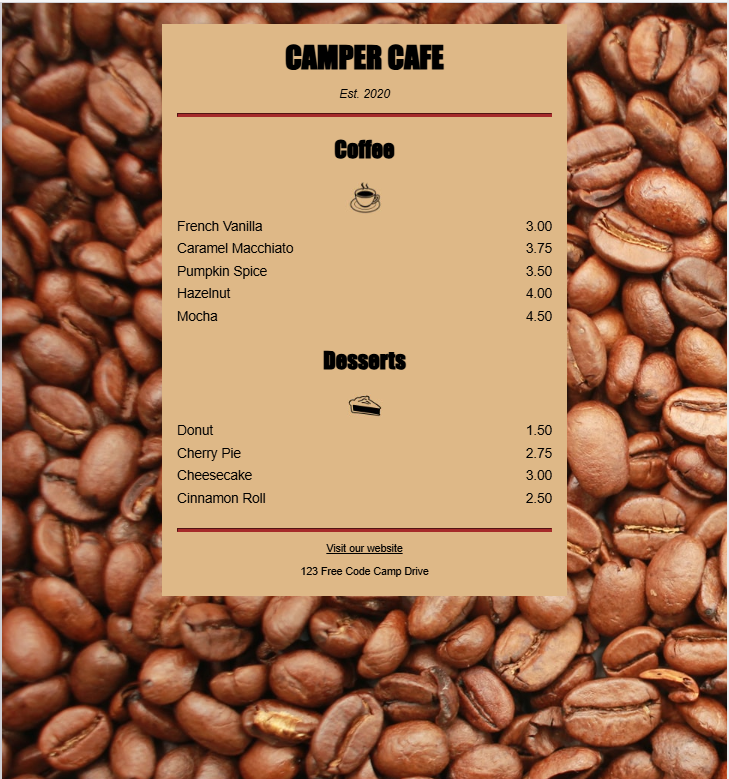 CAMPER CAFE
Est. 2020
Coffee
French Vanilla 3.00
Caramel Macchiato 3.75
Pumpkin Spice 3.50
Hazelnut 4.00
Mocha 4.50
Desserts
Donut 1.50
Cherry Pie 2.75
Cheesecake 3.00
Cinnamon Roll 2.50
Visit our website
123 Free Code Camp Drive